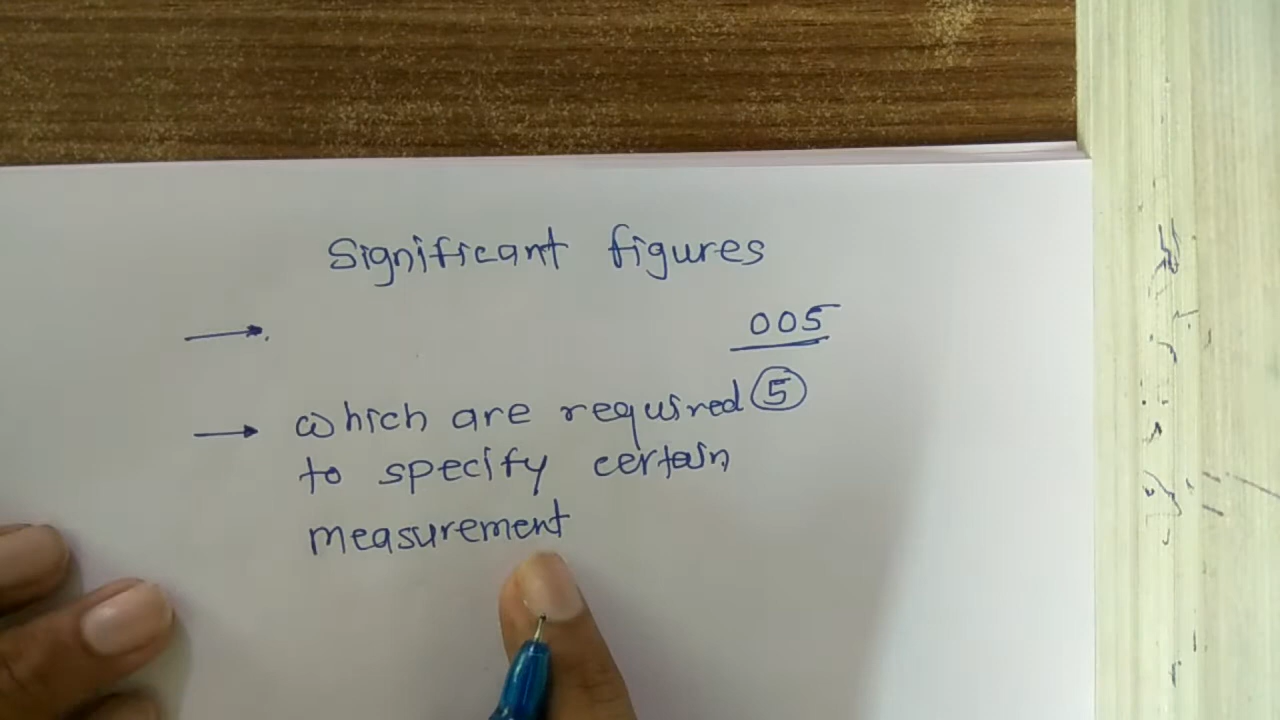 Significant figures
005
which are required 5
to specify certain
measurement